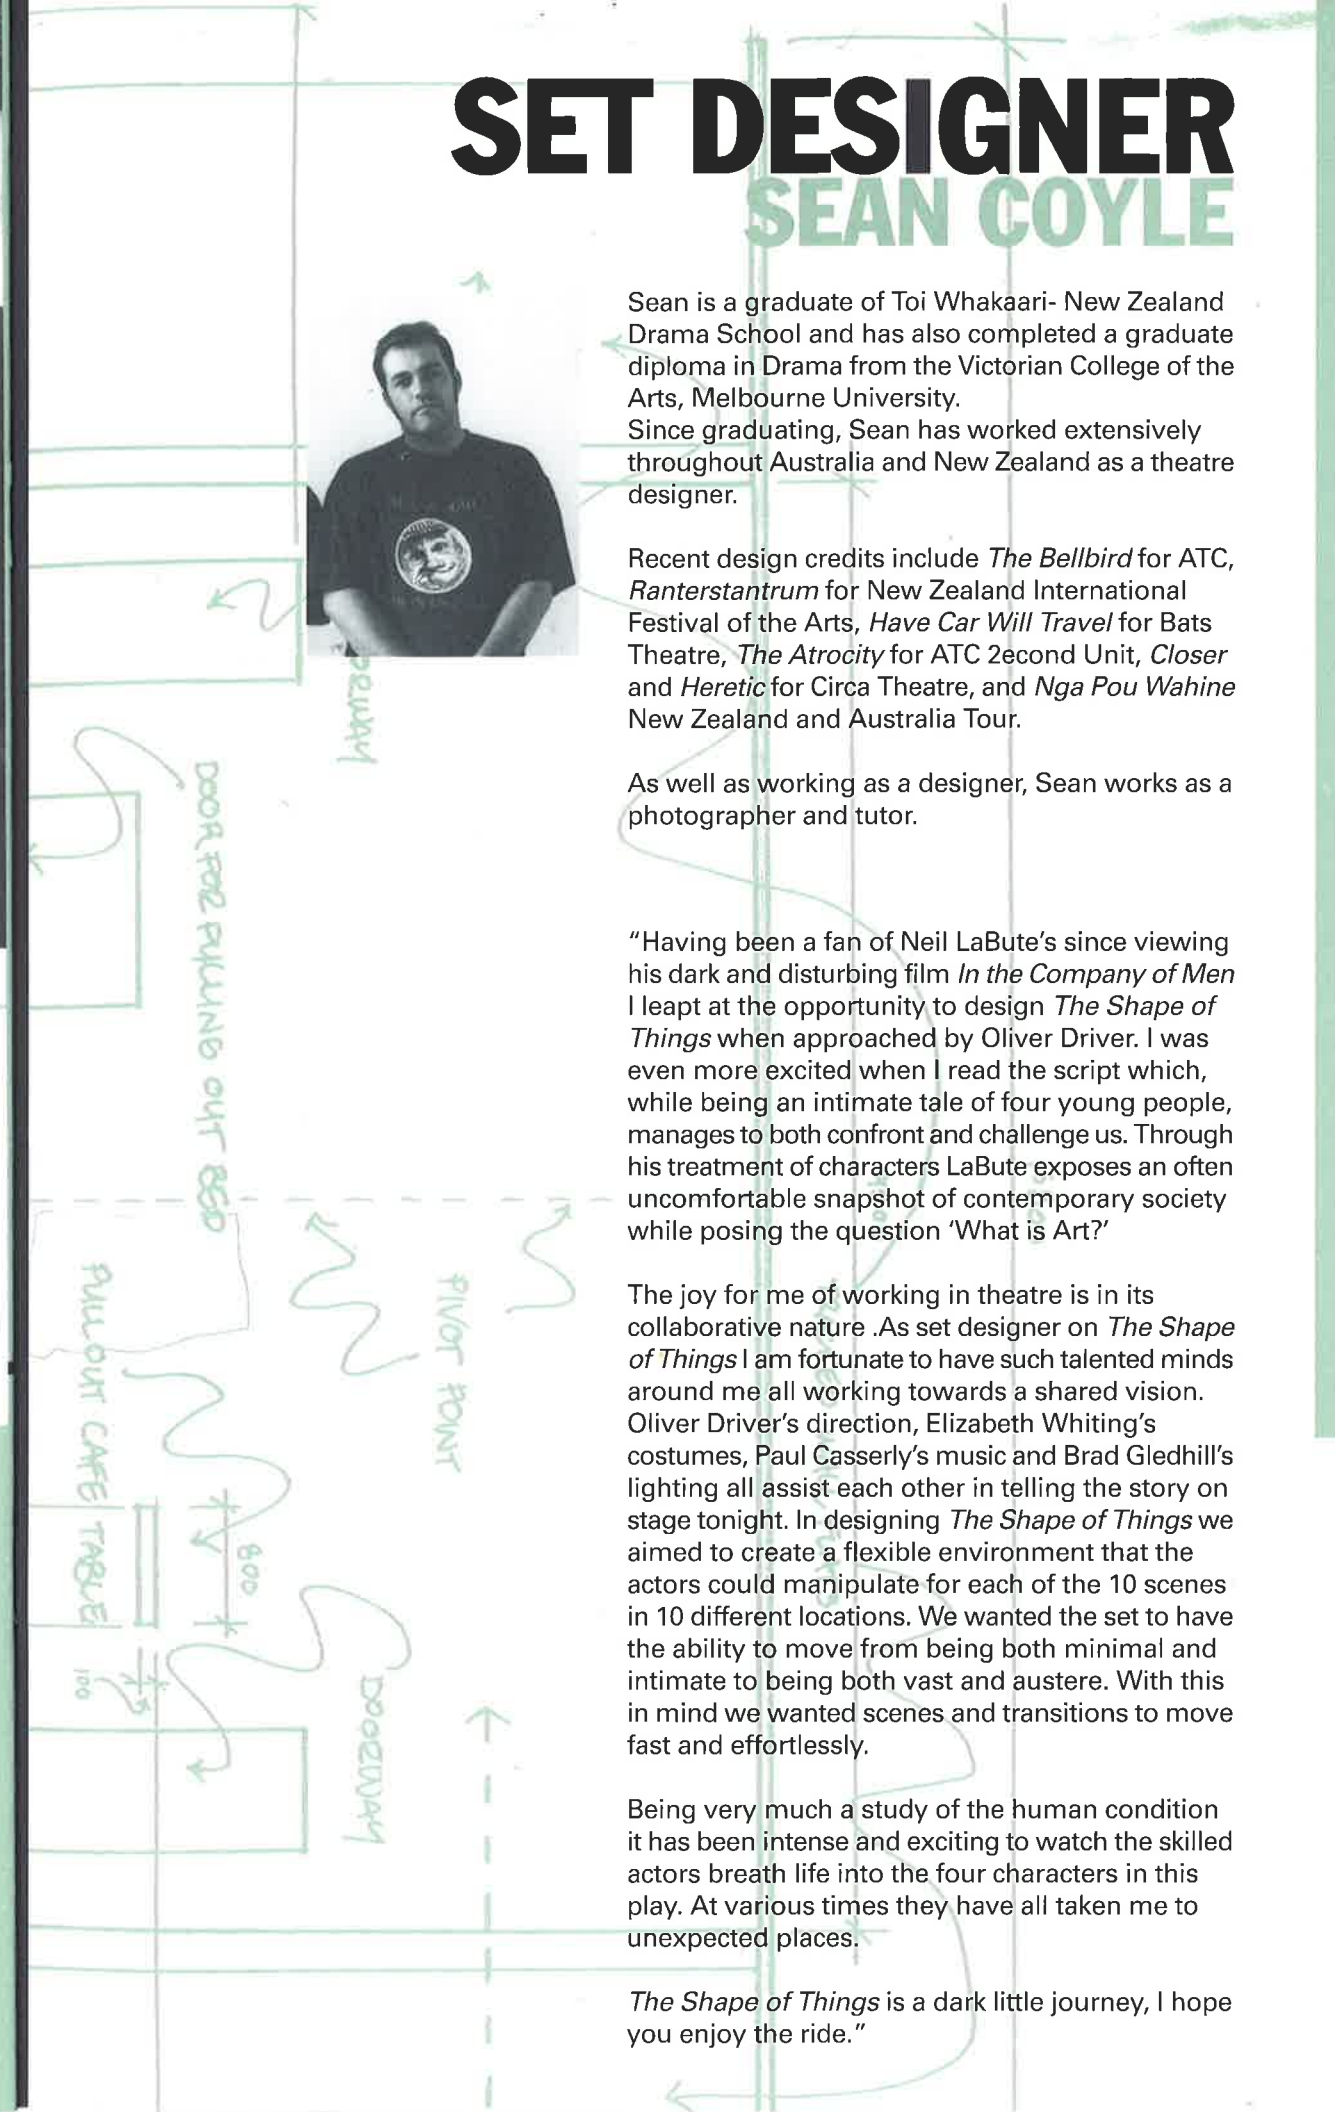 SET DESIGNER
SEAN COYLE
Sean is a graduate of Toi Whakaari- New Zealand
Drama School and has also completed a graduate
diploma in Drama from the Victorian College of the
Arts, Melbourne University.
Since graduating, Sean has worked extensively
throughout Australia and New Zealand as a theatre
designer.
Recent design credits include The Bellbird for ATC,
Ranterstantrum for New Zealand International
Festival of the Arts, Have Car Will Travel for Bats
Theatre, The Atrocity for ATC 2econd Unit, Closer
and Heretic for Circa Theatre, and Nga Pou Wahine
New Zealand and Australia Tour.
As well as working as a designer, Sean works as a
photographer and tutor.
"Having been a fan of Neil LaBute's since viewing
his dark and disturbing film In the Company of Men
I leapt at the opportunity to design The Shape of
Things when approached by Oliver Driver. I was
even more excited when I read the script which,
while being an intimate tale of four young people,
manages to both confront and challenge us. Through
his treatment of characters LaBute exposes an often
uncomfortable snapshot of contemporary society
while posing the question 'What is Art?'
The joy for me of working in theatre is in its
collaborative nature .As set designer on The Shape
of Things I am fortunate to have such talented minds
around me all working towards a shared vision.
Oliver Driver's direction, Elizabeth Whiting's
costumes, Paul Casserly's music and Brad Gledhill's
lighting all assist each other in telling the story on
stage tonight. In designing The Shape of Things we
aimed to create a flexible environment that the
actors could manipulate for each of the 10 scenes
in 10 different locations. We wanted the set to have
the ability to move from being both minimal and
intimate to being both vast and austere. With this
in mind we wanted scenes and transitions to move
fast and effortlessly.
Being very much a study of the human condition
it has been intense and exciting to watch the skilled
actors breath life into the four characters in this
play. At various times they have all taken me to
unexpected places.
The Shape of Things is a dark little journey, I hope
you enjoy the ride."
DOOR FOR PULLING OUT BED
PULL OUT CAFE TABLE
PIVOT POINT
800
100
DOORWAY